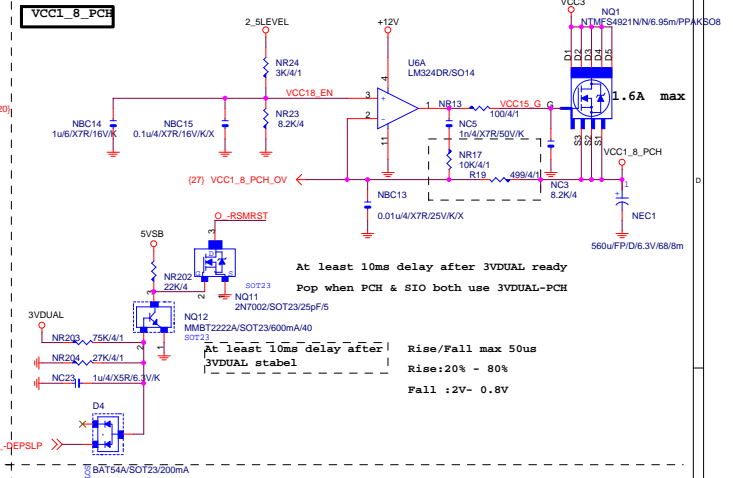 VCC1_8_PCH
2_5LEVEL
+12V
VCC3
NQ1
NTMFS4921N/N/6.95m/PPAKSO8
NR24
3K/4/1
U6A
LM324DR/SO14
D1
D2
D3
D4
D5
VCC18_EN
3
4
1
NR13
100/4/1
VCC15_G
G
1.6A max
20}
NBC14
1u/6/X7R/16V/K
NBC15
0.1u/4/X7R/16V/K/X
NR23
8.2K/4
2
11
NC5
1n/4/X7R/50V/K
S3
S2
S1
NR17
10K/4/1
VCC1_8_PCH
{27} VCC1_8_PCH_OV
R19
499/4/1
D
NBC13
0.01u/4/X7R/25V/K/X
NC3
8.2K/4
+
1
NEC1
560u/FP/D/6.3V/68/8m
O_-RSMRST
5VSB
3
D
G
S
NR202
22K/4
2
1
SOT23
NQ11
2N7002/SOT23/25pF/5
At least 10ms delay after 3VDUAL ready
Pop when PCH & SIO both use 3VDUAL-PCH
3
3VDUAL
NQ12
MMBT2222A/SOT23/600mA/40
SOT23
NR203
75K/4/1
2
1
NR204
27K/4/1
At least 10ms delay after
3VDUAL stabel
Rise/Fall max 50us
Rise:20% - 80%
Fall :2V- 0.8V
NC23
1u/4/X5R/6.3V/K
D4
-DEPSLP
BAT54A/SOT23/200mA